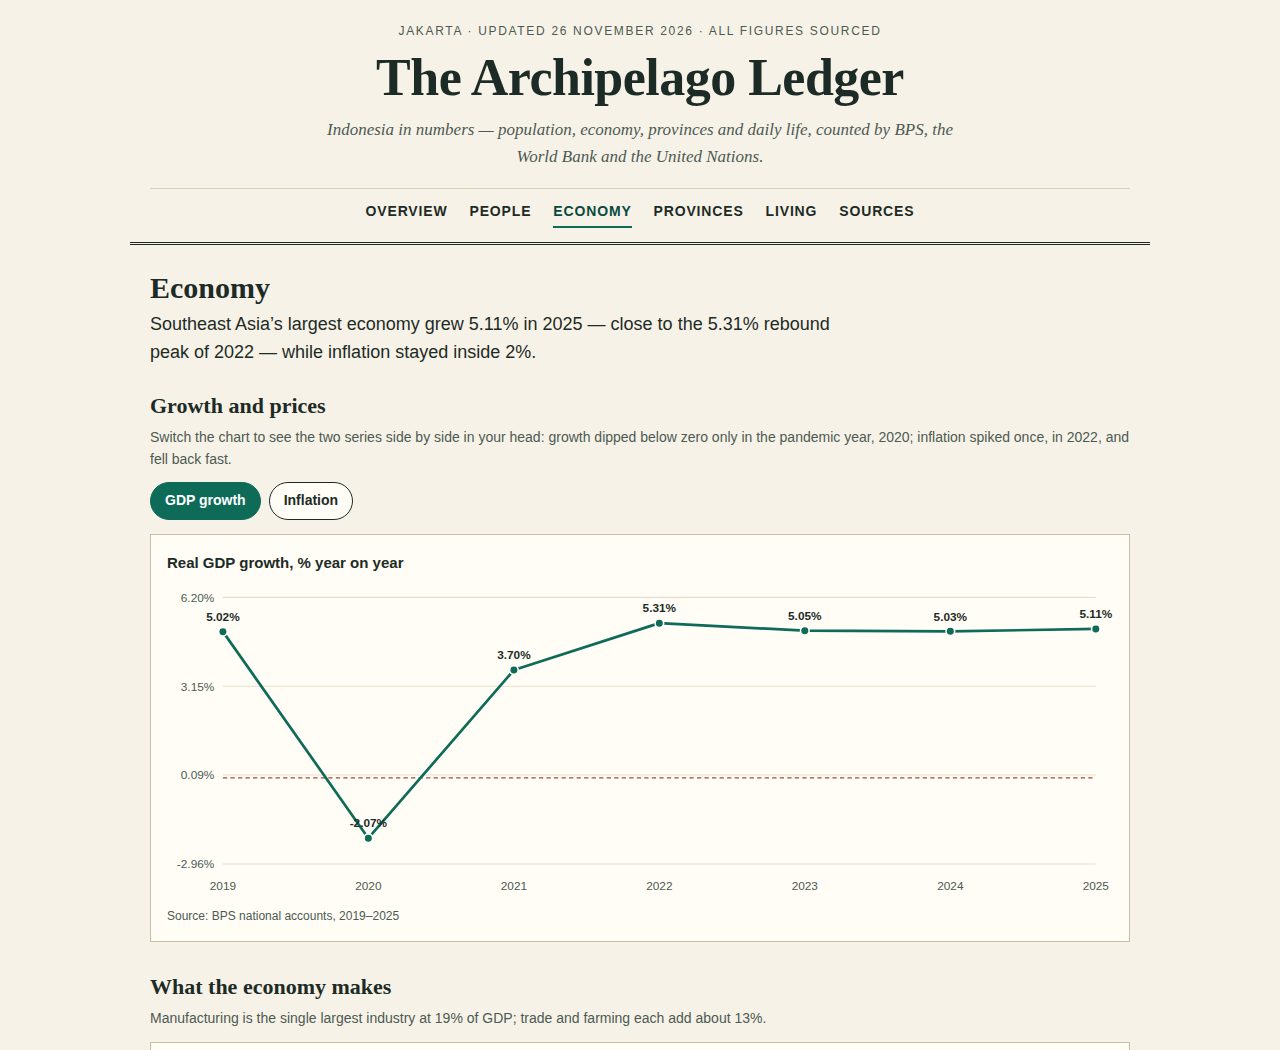 JAKARTA · UPDATED 26 NOVEMBER 2026 · ALL FIGURES SOURCED
The Archipelago Ledger
Indonesia in numbers — population, economy, provinces and daily life, counted by BPS, the
World Bank and the United Nations.
OVERVIEW PEOPLE ECONOMY PROVINCES LIVING SOURCES
Economy
Southeast Asia’s largest economy grew 5.11% in 2025 — close to the 5.31% rebound
peak of 2022 — while inflation stayed inside 2%.
Growth and prices
Switch the chart to see the two series side by side in your head: growth dipped below zero only in the pandemic year, 2020; inflation spiked once, in 2022, and
fell back fast.
GDP growth Inflation
Real GDP growth, % year on year
6.20%
5.02% 5.31% 5.05% 5.03% 5.11%
3.70%
3.15%
0.09%
-2.07%
-2.96%
2019 2020 2021 2022 2023 2024 2025
Source: BPS national accounts, 2019–2025
What the economy makes
Manufacturing is the single largest industry at 19% of GDP; trade and farming each add about 13%.